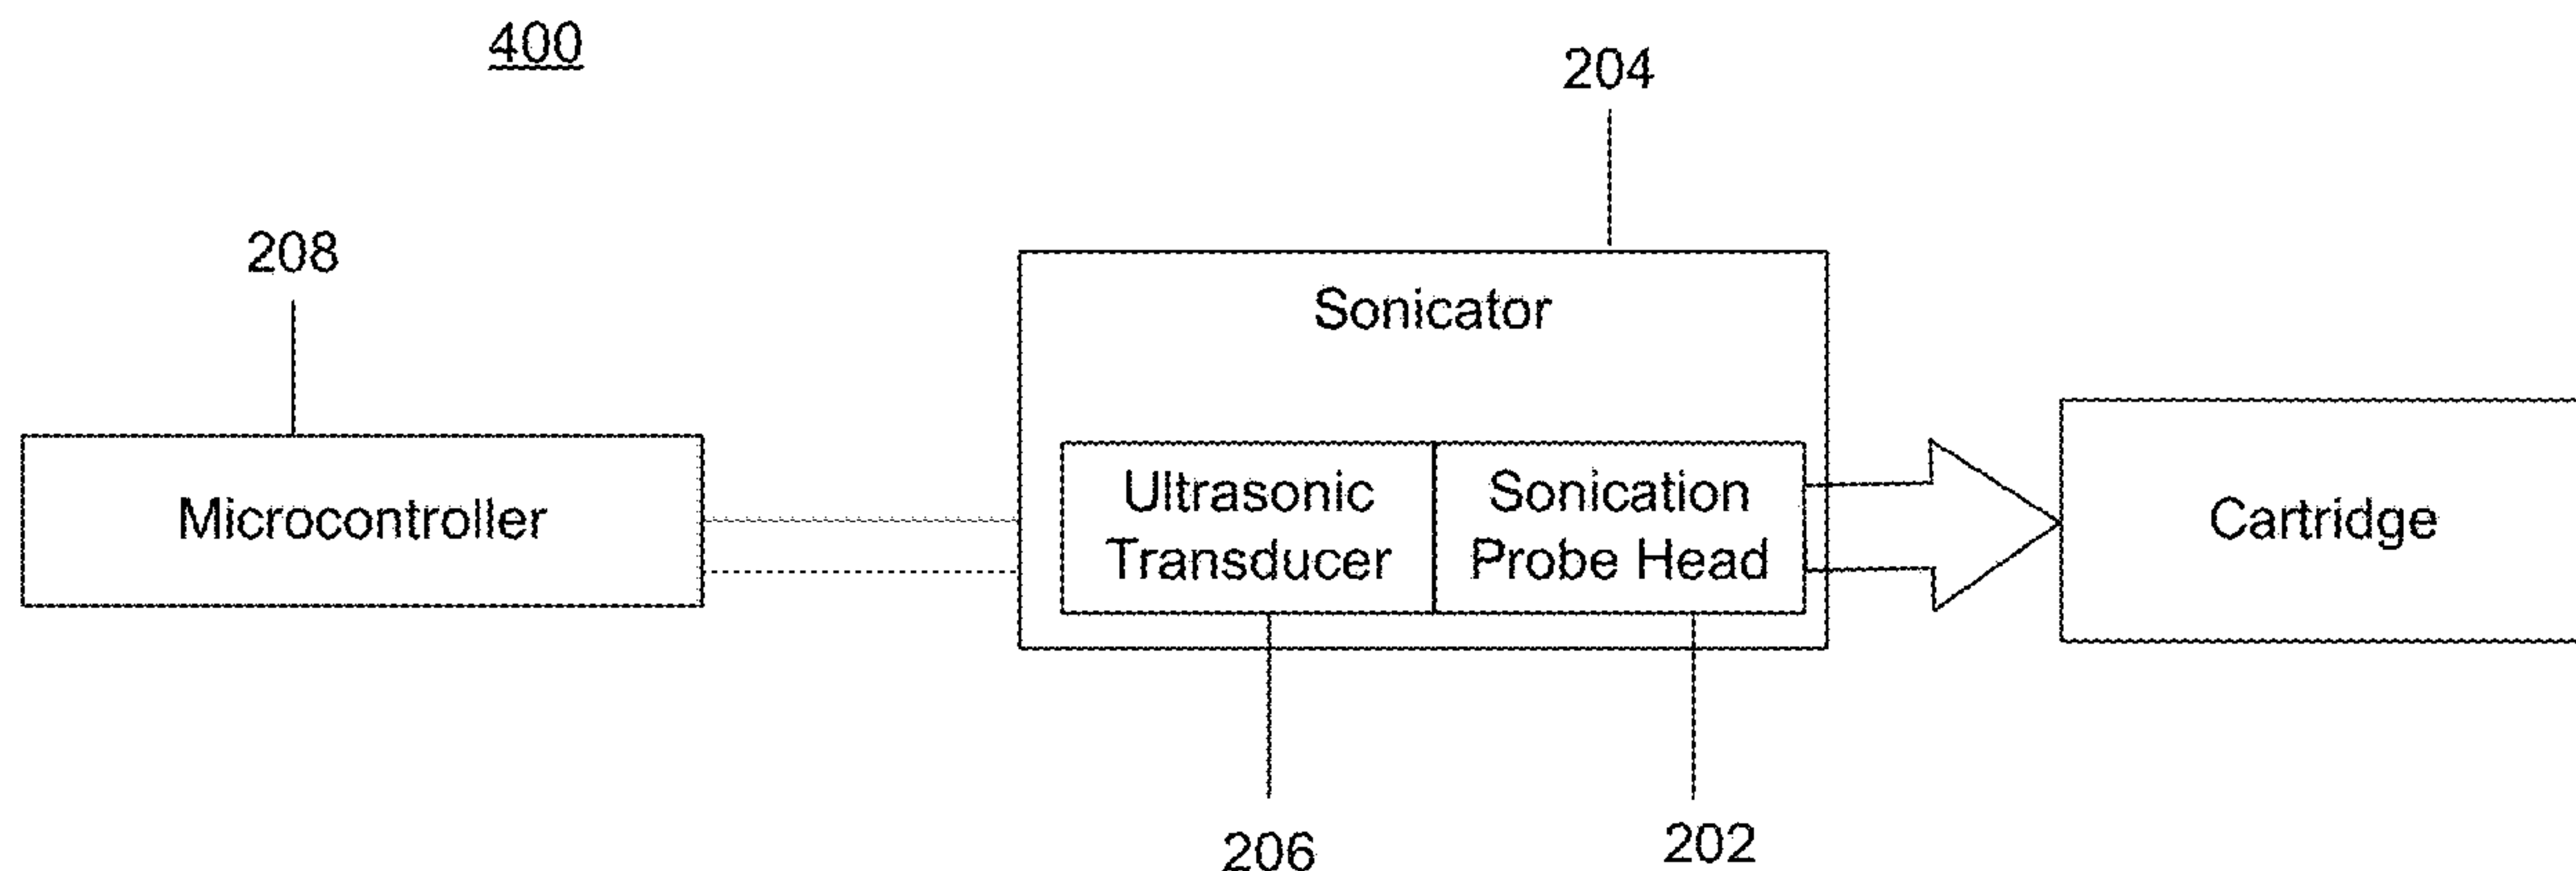 400
204
208
Sonicator
Microcontroller
Ultrasonic
Transducer
Sonication
Probe Head
Cartridge
206
202